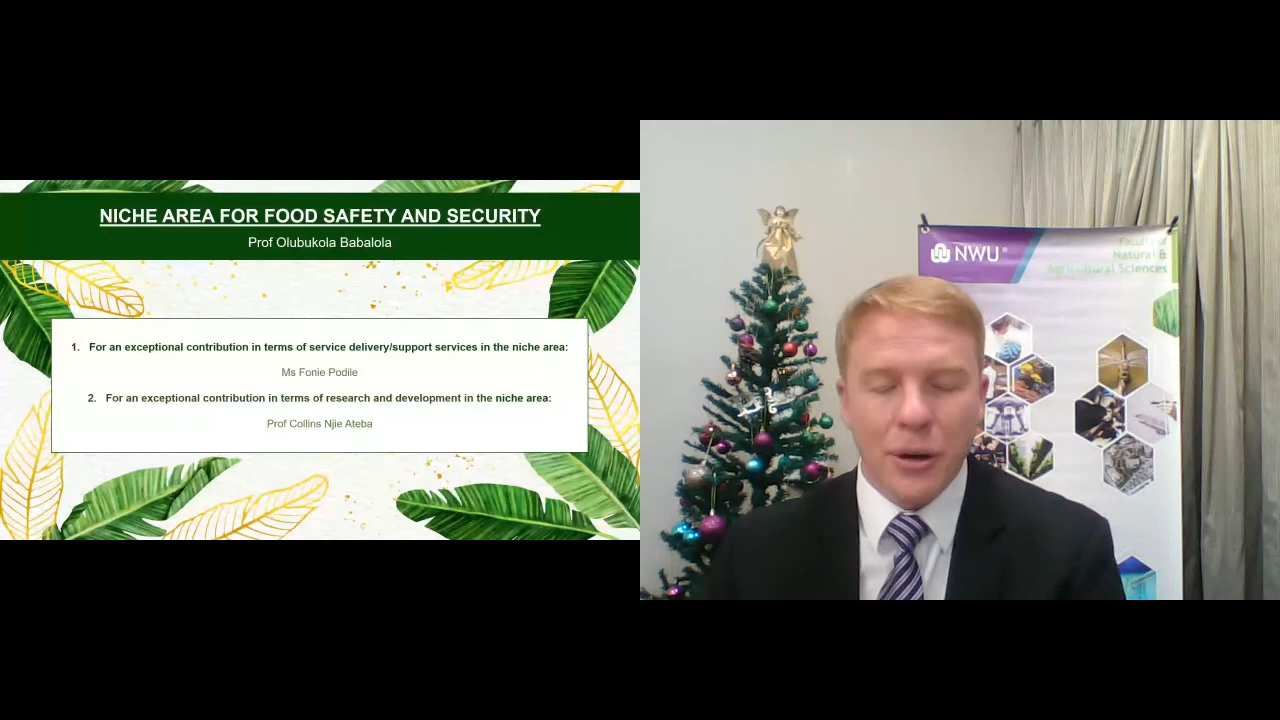 NICHE AREA FOR FOOD SAFETY AND SECURITY
Prof Olubukola Babalola
1. For an exceptional contribution in terms of service delivery/support services in the niche area:
Ms Fonie Podile
2. For an exceptional contribution in terms of research and development in the niche area:
Prof Collins Njie Ateba
NWU®
Faculty of
Natural &
Agricultural Sciences